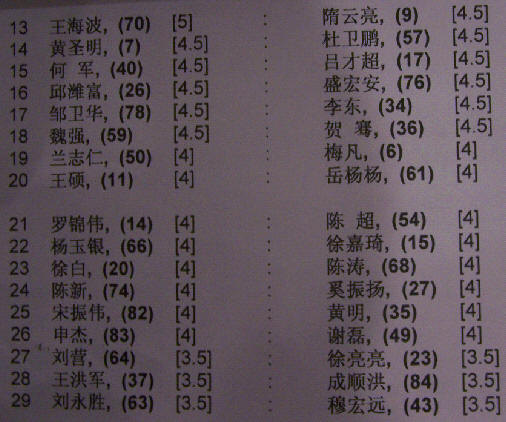 13 王海波, (70) [5] : 隋云亮, (9) [4.5]
14 黄圣明, (7) [4.5] : 杜卫鹏, (57) [4.5]
15 何 军, (40) [4.5] : 吕才超, (17) [4.5]
16 邱潍富, (26) [4.5] : 盛宏安, (76) [4.5]
17 邹卫华, (78) [4.5] : 李东, (34) [4.5]
18 魏强, (59) [4.5] : 贺 骞, (36) [4.5]
19 兰志仁, (50) [4] : 梅凡, (6) [4]
20 王硕, (11) [4] : 岳杨杨, (61) [4]
21 罗锦伟, (14) [4] : 陈 超, (54) [4]
22 杨玉银, (66) [4] : 徐嘉琦, (15) [4]
23 徐白, (20) [4] : 陈涛, (68) [4]
24 陈新, (74) [4] : 奚振扬, (27) [4]
25 宋振伟, (82) [4] : 黄明, (35) [4]
26 申杰, (83) [4] : 谢磊, (49) [4]
27 刘营, (64) [3.5] : 徐亮亮, (23) [3.5]
28 王洪军, (37) [3.5] : 成顺洪, (84) [3.5]
29 刘永胜, (63) [3.5] : 穆宏远, (43) [3.5]